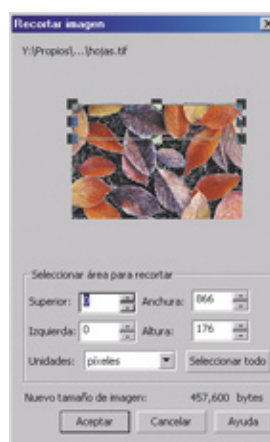 Recortar imagen
Y:\Propios\,...\hojas.tif
Seleccionar área para recortar
Superior: 0 Anchura: 866
Izquierda: 0 Altura: 176
Unidades: píxeles Seleccionar todo
Nuevo tamaño de imagen: 457,600 bytes
Aceptar Cancelar Ayuda